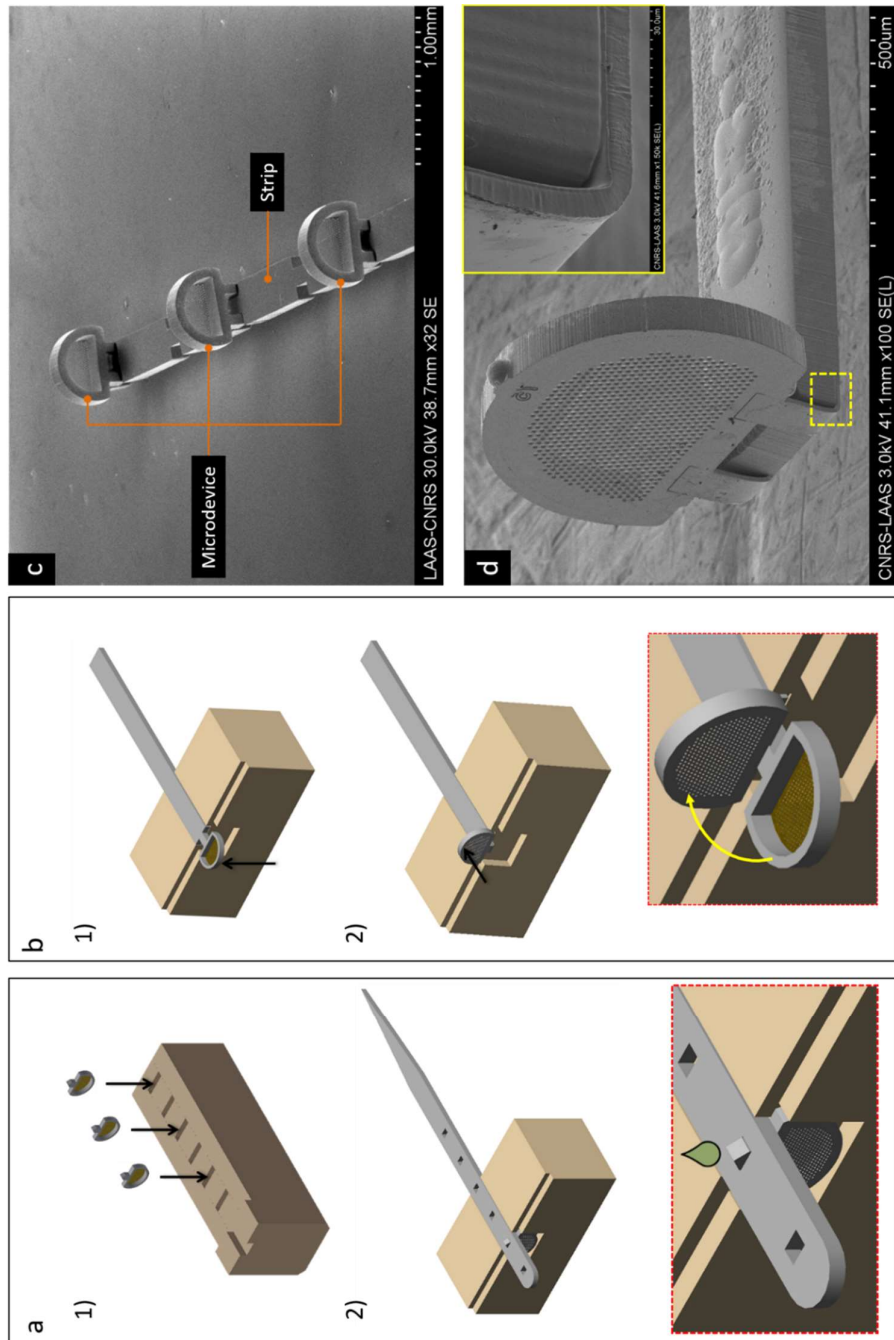 a
1)
2)
b
1)
2)
c
Microdevice
Strip
LAAS-CNRS 30.0kV 38.7mm x32 SE
1.00mm
d
CNRS-LAAS 3.0kV 41.6mm x1.50k SE(L)
30.0um
CNRS-LAAS 3.0kV 41.1mm x100 SE(L)
500um